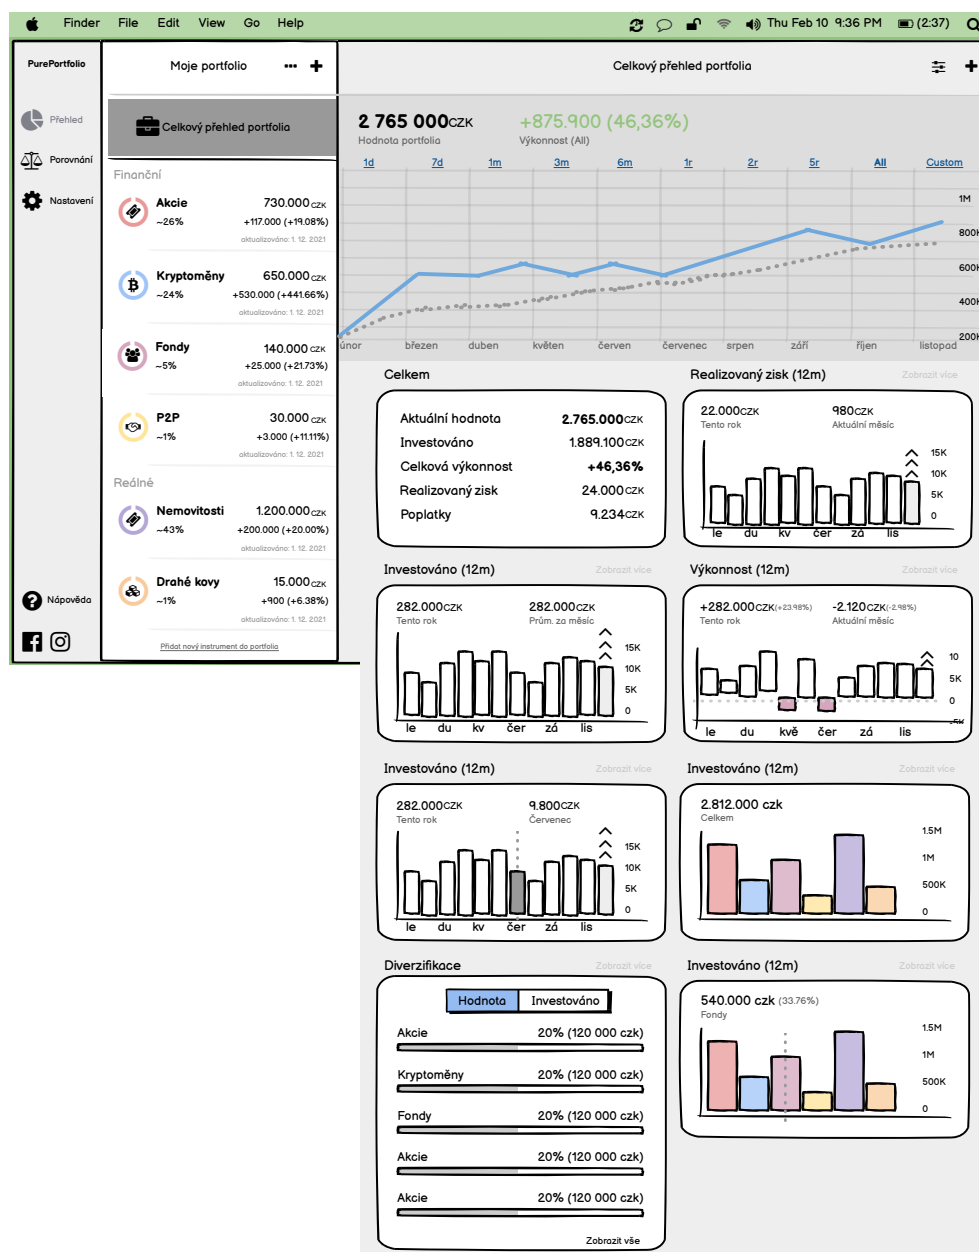 Finder File Edit View Go Help Thu Feb 10 9:36 PM (2:37)
PurePortfolio
Přehled
Porovnání
Nastavení
Nápověda
Moje portfolio
Celkový přehled portfolia
Finanční
Akcie 730.000 CZK
~26% +117.000 (+19.08%)
aktualizováno: 1. 12. 2021
Kryptoměny 650.000 CZK
~24% +530.000 (+441.66%)
aktualizováno: 1. 12. 2021
Fondy 140.000 CZK
~5% +25.000 (+21.73%)
aktualizováno: 1. 12. 2021
P2P 30.000 CZK
~1% +3.000 (+11.11%)
aktualizováno: 1. 12. 2021
Reálné
Nemovitosti 1.200.000 CZK
~43% +200.000 (+20.00%)
aktualizováno: 1. 12. 2021
Drahé kovy 15.000 CZK
~1% +900 (+6.38%)
aktualizováno: 1. 12. 2021
Přidat nový instrument do portfolia
Celkový přehled portfolia
2 765 000CZK +875.900 (46,36%)
Hodnota portfolia Výkonnost (All)
1d 7d 1m 3m 6m 1r 2r 5r All Custom
1M
800K
600K
400K
200K
únor březen duben květen červen červenec srpen září říjen listopad
Celkem
Aktuální hodnota 2.765.000CZK
Investováno 1.889.100CZK
Celková výkonnost +46,36%
Realizovaný zisk 24.000CZK
Poplatky 9.234CZK
Realizovaný zisk (12m) Zobrazit více
22.000CZK 980CZK
Tento rok Aktuální měsíc
15K
10K
5K
0
le du kv čer zá lis
Investováno (12m) Zobrazit více
282.000CZK 282.000CZK
Tento rok Prům. za měsíc
15K
10K
5K
0
le du kv čer zá lis
Výkonnost (12m) Zobrazit více
+282.000CZK(+23.98%) -2.120CZK(-2.98%)
Tento rok Aktuální měsíc
10
5K
0
-5K
le du kvě čer zá lis
Investováno (12m) Zobrazit více
282.000CZK 9.800CZK
Tento rok Červenec
15K
10K
5K
0
le du kv čer zá lis
Investováno (12m) Zobrazit více
2.812.000 czk
Celkem
1.5M
1M
500K
0
Diverzifikace Zobrazit více
Hodnota Investováno
Akcie 20% (120 000 czk)
Kryptoměny 20% (120 000 czk)
Fondy 20% (120 000 czk)
Akcie 20% (120 000 czk)
Akcie 20% (120 000 czk)
Zobrazit vše
Investováno (12m) Zobrazit více
540.000 czk (33.76%)
Fondy
1.5M
1M
500K
0